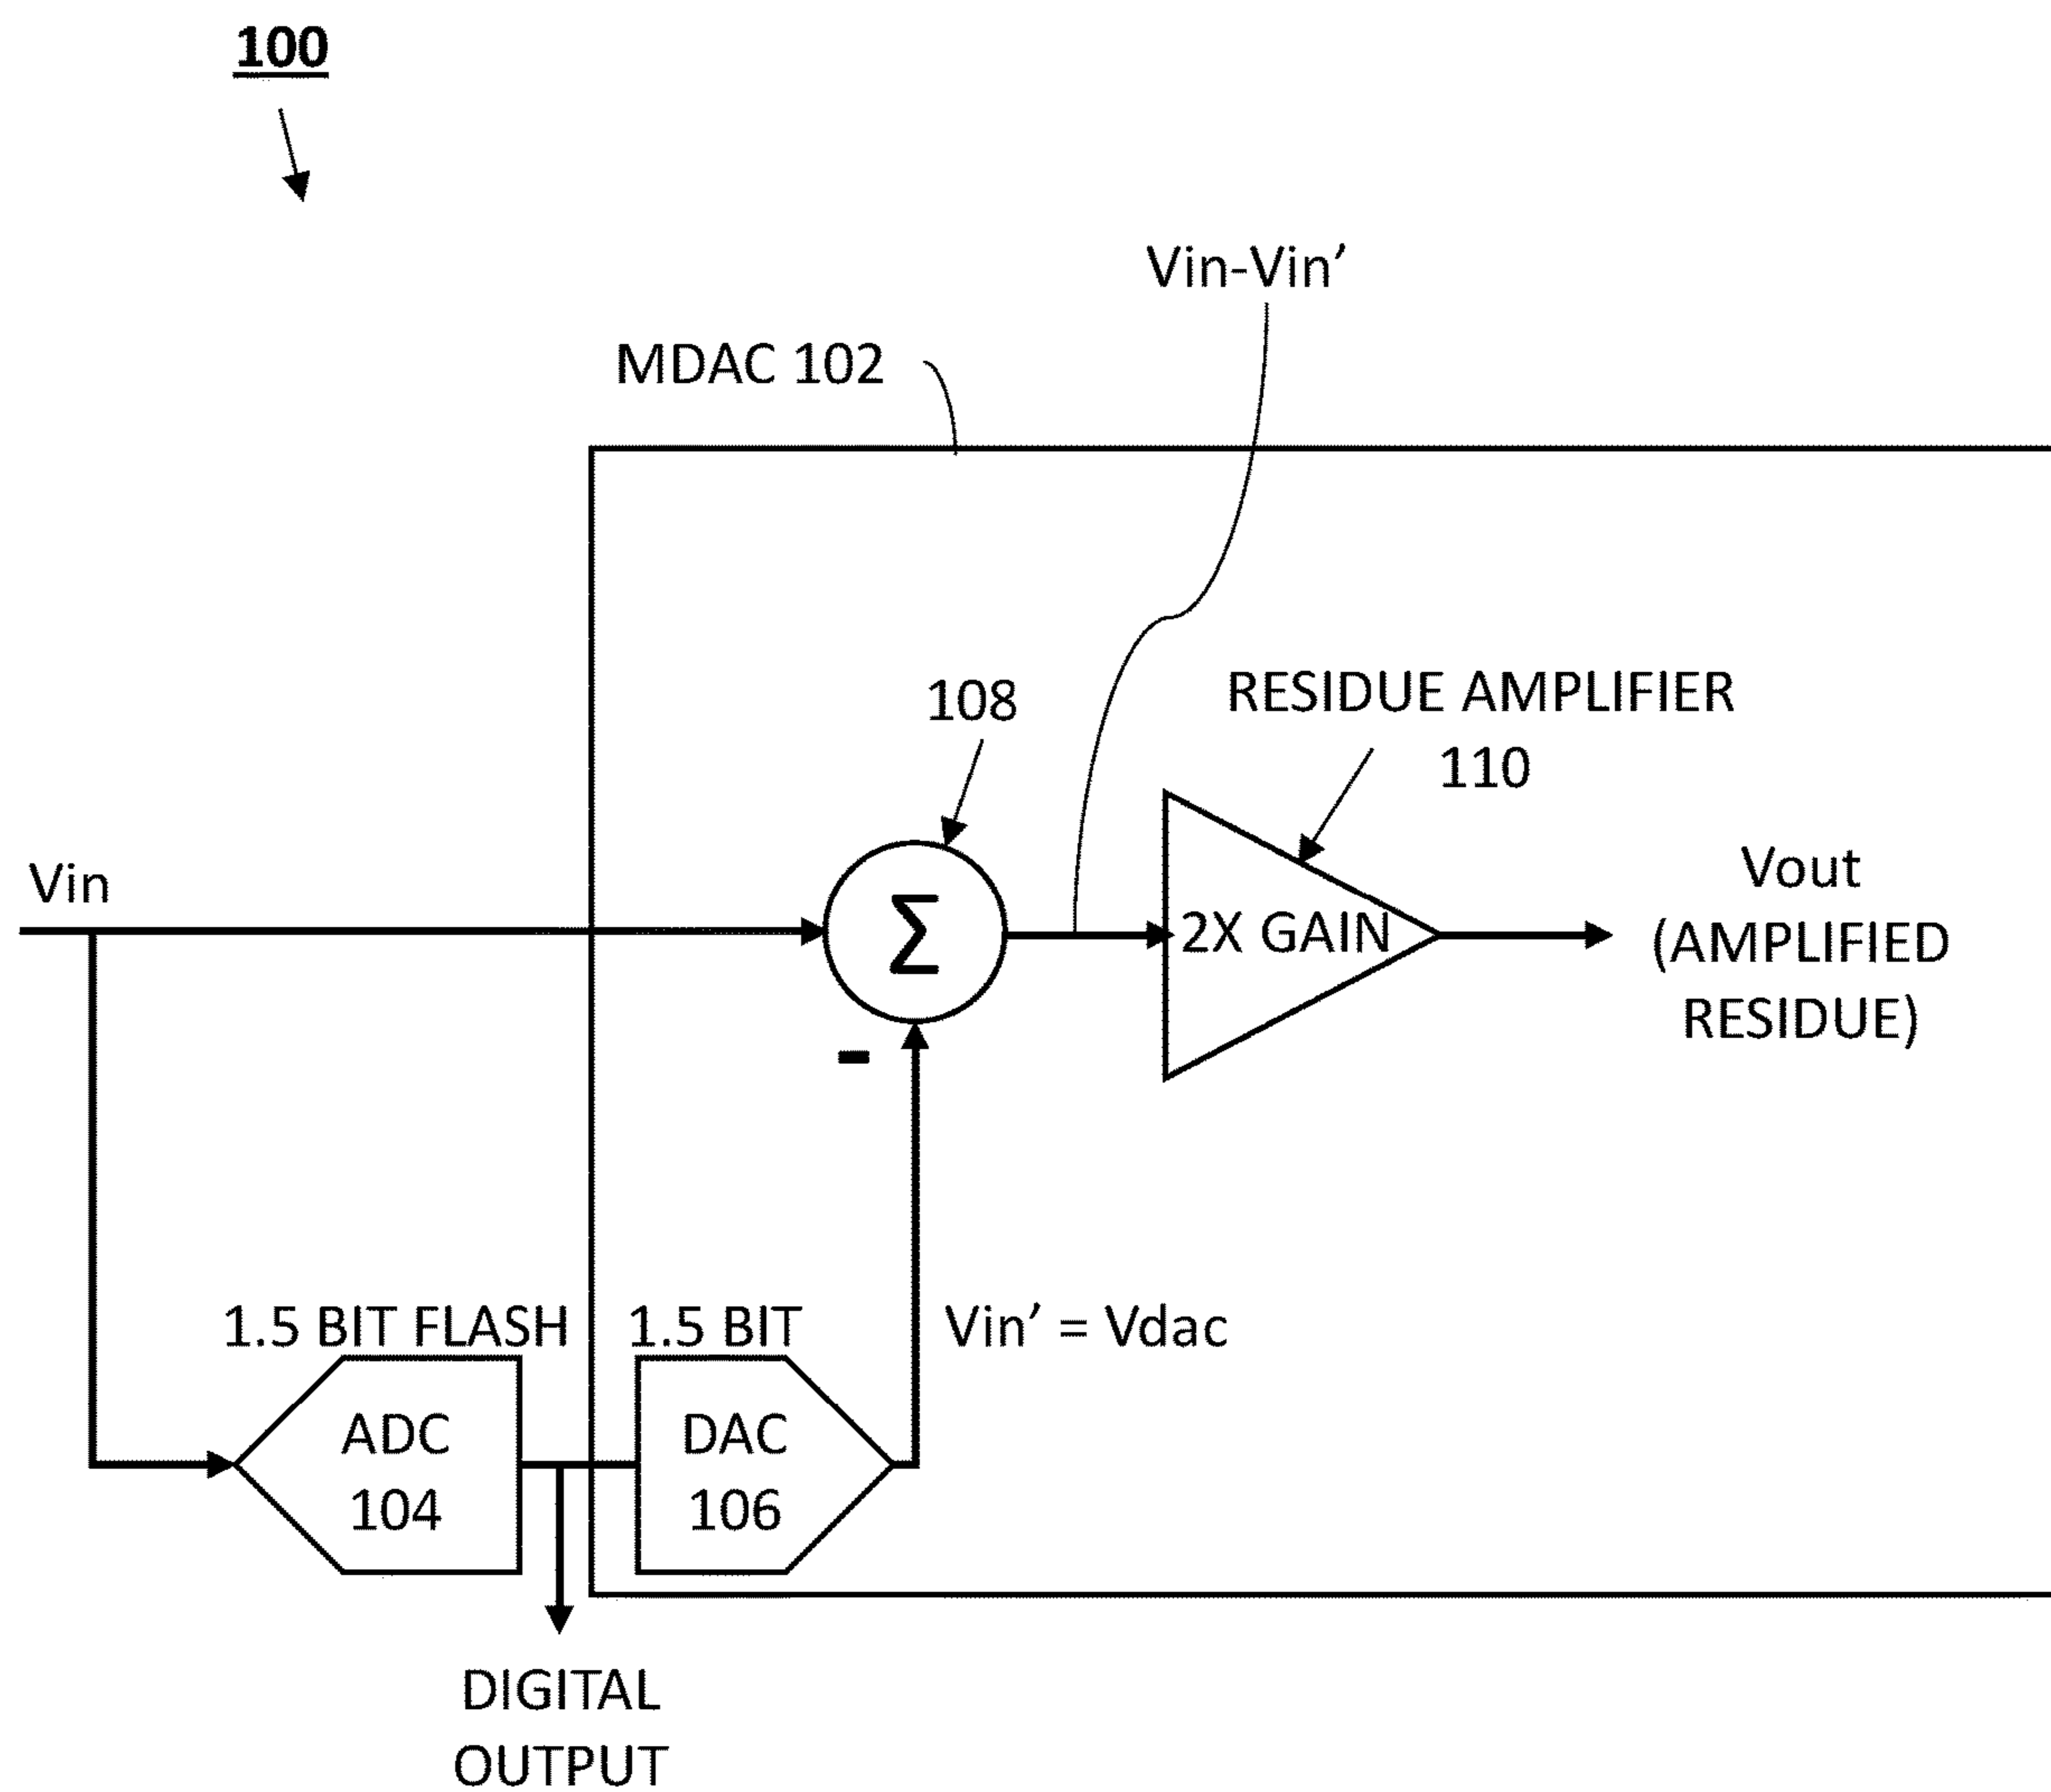 100
Vin-Vin’
MDAC 102
108
RESIDUE AMPLIFIER
110
Vin
Σ
2X GAIN
Vout
(AMPLIFIED
RESIDUE)
-
1.5 BIT FLASH
1.5 BIT
Vin’ = Vdac
ADC
104
DAC
106
DIGITAL
OUTPUT